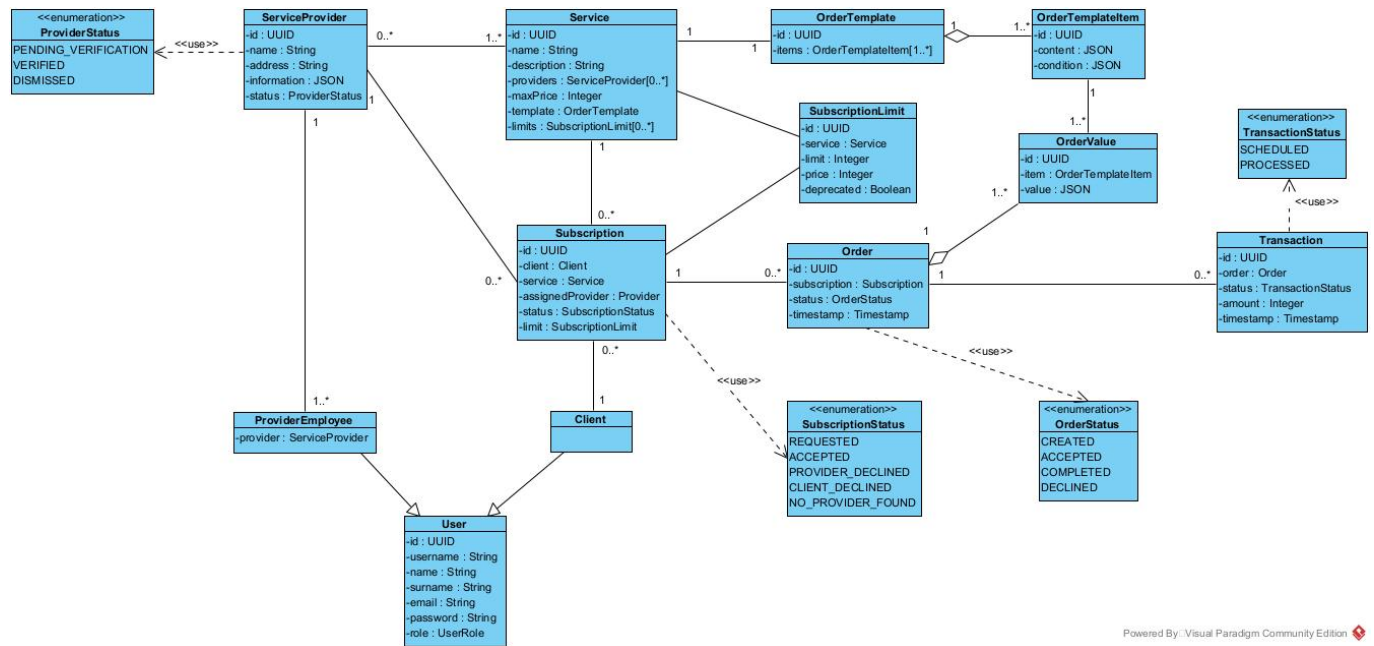 <<enumeration>>
ProviderStatus
PENDING_VERIFICATION
VERIFIED
DISMISSED
<<use>>
ServiceProvider
-id : UUID
-name : String
-address : String
-information : JSON
-status : ProviderStatus
0..*
1..*
1
1
0..*
Service
-id : UUID
-name : String
-description : String
-providers : ServiceProvider[0..*]
-maxPrice : Integer
-template : OrderTemplate
-limits : SubscriptionLimit[0..*]
1
1
1
0..*
OrderTemplate
-id : UUID
-items : OrderTemplateItem[1..*]
1
1..*
OrderTemplateItem
-id : UUID
-content : JSON
-condition : JSON
1
1..*
SubscriptionLimit
-id : UUID
-service : Service
-limit : Integer
-price : Integer
-deprecated : Boolean
OrderValue
-id : UUID
-item : OrderTemplateItem
-value : JSON
1..*
1
<<enumeration>>
TransactionStatus
SCHEDULED
PROCESSED
<<use>>
Subscription
-id : UUID
-client : Client
-service : Service
-assignedProvider : Provider
-status : SubscriptionStatus
-limit : SubscriptionLimit
1
0..*
Order
-id : UUID
-subscription : Subscription
-status : OrderStatus
-timestamp : Timestamp
1
0..*
Transaction
-id : UUID
-order : Order
-status : TransactionStatus
-amount : Integer
-timestamp : Timestamp
0..*
1
<<use>>
<<use>>
1..*
ProviderEmployee
-provider : ServiceProvider
Client
<<enumeration>>
SubscriptionStatus
REQUESTED
ACCEPTED
PROVIDER_DECLINED
CLIENT_DECLINED
NO_PROVIDER_FOUND
<<enumeration>>
OrderStatus
CREATED
ACCEPTED
COMPLETED
DECLINED
User
-id : UUID
-username : String
-name : String
-surname : String
-email : String
-password : String
-role : UserRole
Powered By Visual Paradigm Community Edition